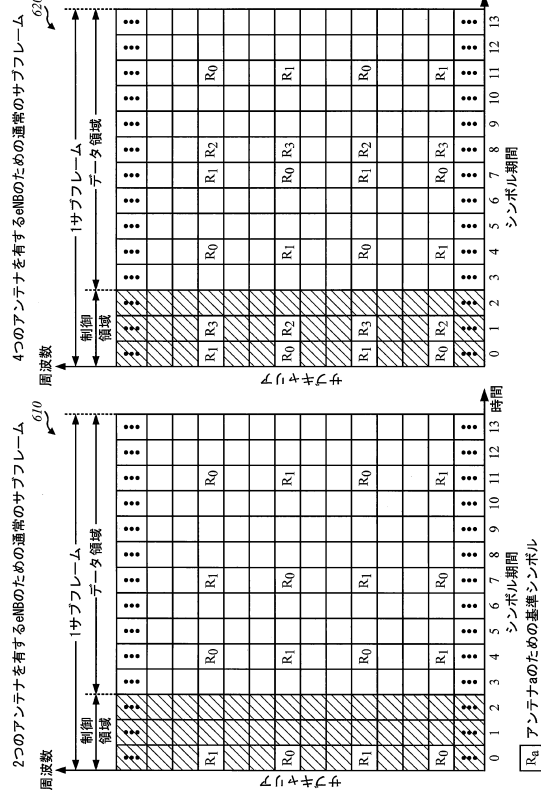 2つのアンテナを有するeNBのための通常のサブフレーム
610
周波数
1サブフレーム
制御
領域
データ領域
サブキャリア
••• ••• ••• ••• ••• ••• ••• ••• ••• ••• ••• ••• ••• •••
R1 R0 R1 R0
R0 R1 R0 R1
R1 R0 R1 R0
R0 R1 R0 R1
••• ••• ••• ••• ••• ••• ••• ••• ••• ••• ••• ••• ••• •••
0 1 2 3 4 5 6 7 8 9 10 11 12 13
シンボル期間
時間
Ra アンテナaのための基準シンボル
4つのアンテナを有するeNBのための通常のサブフレーム
620
周波数
1サブフレーム
制御
領域
データ領域
サブキャリア
••• ••• ••• ••• ••• ••• ••• ••• ••• ••• ••• ••• ••• •••
R1 R3 R0 R1 R2 R0
R0 R2 R1 R0 R3 R1
R1 R3 R0 R1 R2 R0
R0 R2 R1 R0 R3 R1
••• ••• ••• ••• ••• ••• ••• ••• ••• ••• ••• ••• ••• •••
0 1 2 3 4 5 6 7 8 9 10 11 12 13
シンボル期間